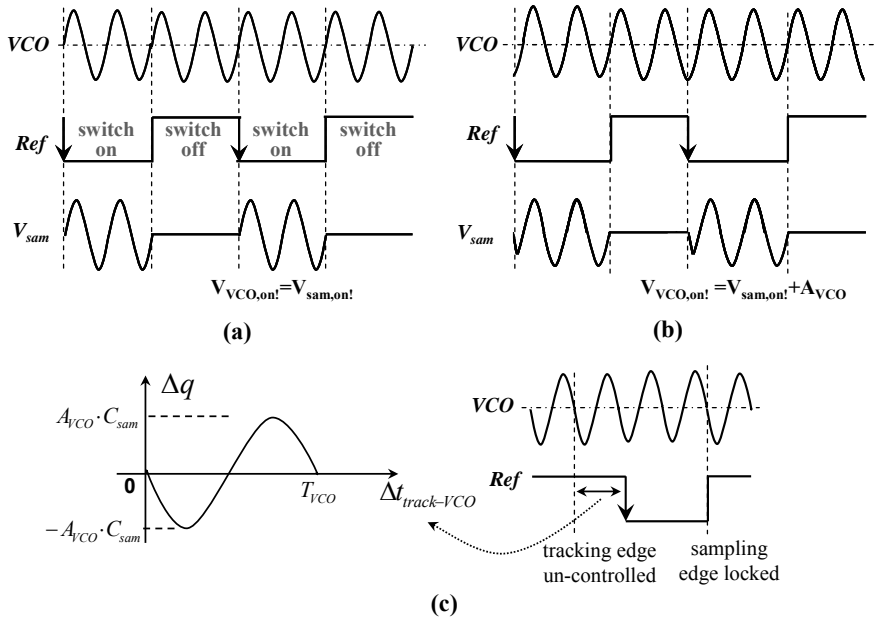 (a)
VCO
Ref
switch on
switch off
switch on
switch off
V_sam
V_VCO,on!=V_sam,on!
(a)
(b)
VCO
Ref
V_sam
V_VCO,on! =V_sam,on!+A_VCO
(b)
Δq
A_VCO·C_sam
0
T_VCO
Δt_track–VCO
−A_VCO·C_sam
VCO
Ref
tracking edge
un-controlled
sampling
edge locked
(c)